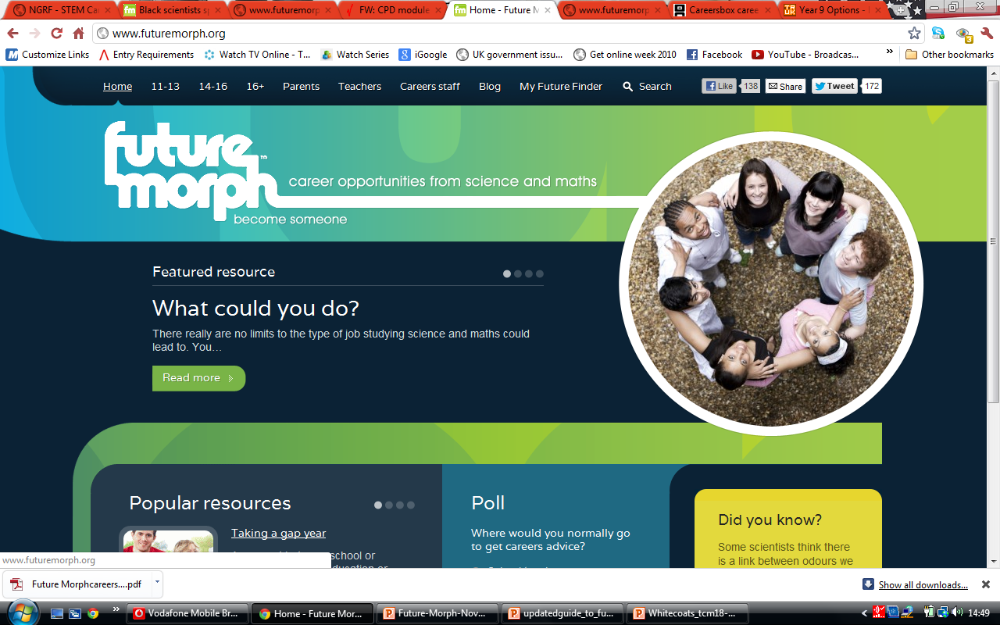 NGRF - STEM Ca
Black scientists s
www.futuremorp
FW: CPD module
Home - Future M
www.futuremorp
Careersbox caree
Year 9 Options -
www.futuremorph.org
3
Customize Links
Entry Requirements
Watch TV Online - T...
Watch Series
iGoogle
UK government issu...
Get online week 2010
Facebook
YouTube - Broadcas...
»
Other bookmarks
Home
11-13
14-16
16+
Parents
Teachers
Careers staff
Blog
My Future Finder
Search
Like
138
Share
Tweet
172
future
morph
TM
career opportunities from science and maths
become someone
Featured resource
What could you do?
There really are no limits to the type of job studying science and maths could
lead to. You...
Read more
Popular resources
Taking a gap year
school or
Poll
Where would you normally go
to get careers advice?
Did you know?
Some scientists think there
is a link between odours we
www.futuremorph.org
Future Morphcareers....pdf
Show all downloads...
»
Vodafone Mobile Br...
Home - Future Mor...
Future-Morph-Nov...
updatedguide_to_fu...
Whitecoats_tcm18-...
14:49